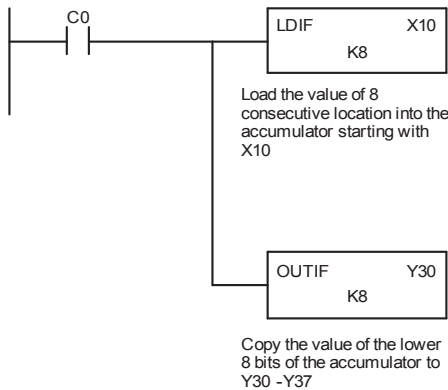 C0
LDIF X10
K8
Load the value of 8
consecutive location into the
accumulator starting with
X10
OUTIF Y30
K8
Copy the value of the lower
8 bits of the accumulator to
Y30 -Y37